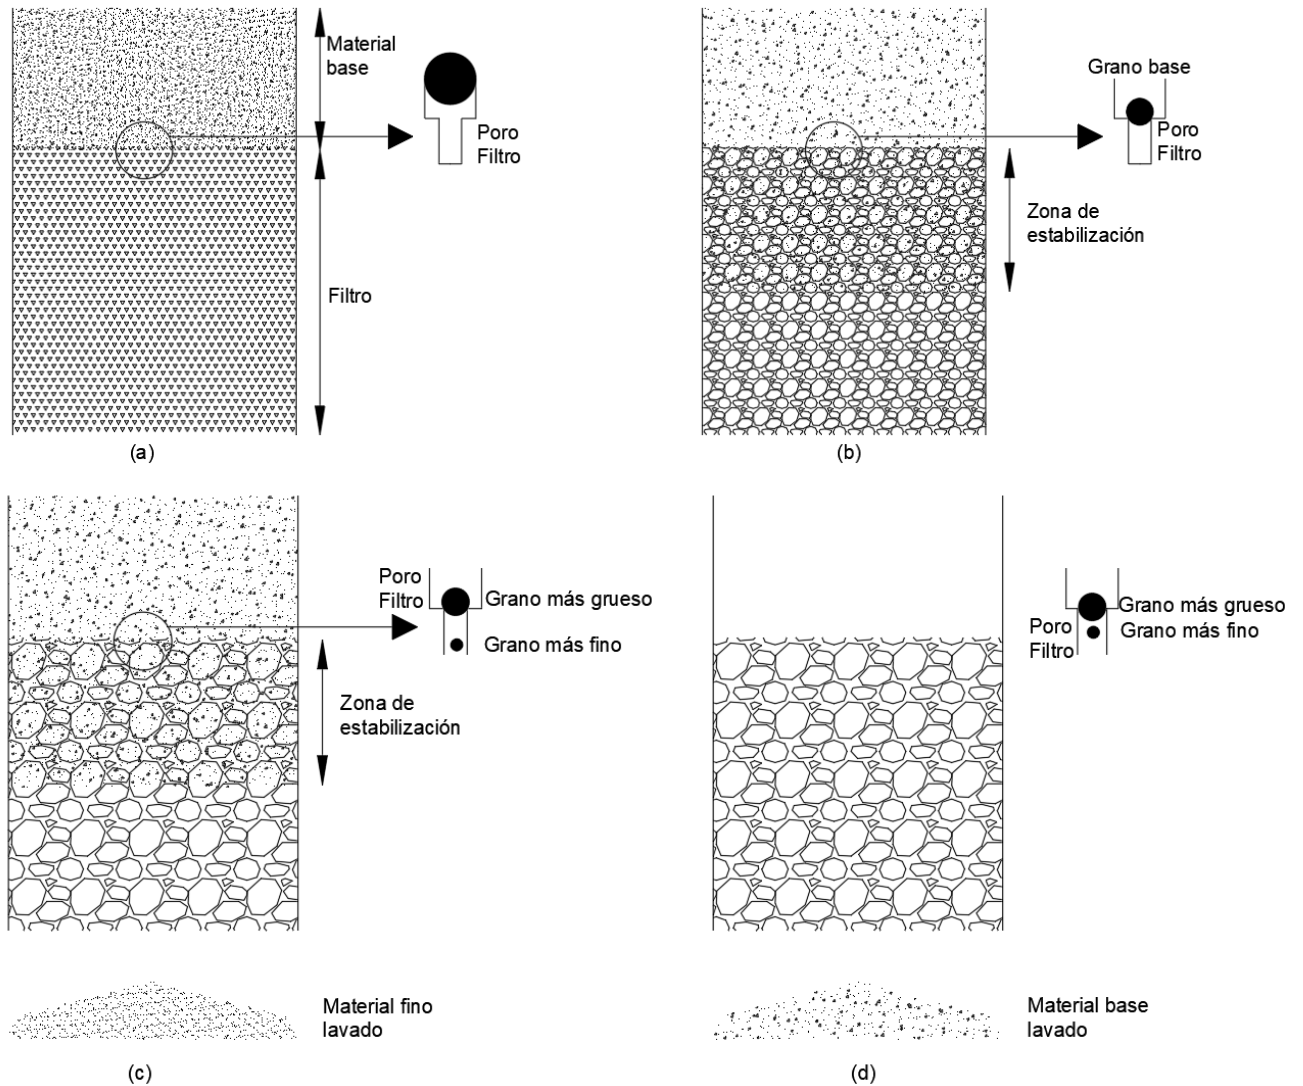 Material
base
Poro
Filtro
Filtro
(a)
Grano base
Poro
Filtro
Zona de
estabilización
(b)
Poro
Filtro
Grano más grueso
Grano más fino
Zona de
estabilización
Material fino
lavado
(c)
Grano más grueso
Poro
Filtro
Grano más fino
Material base
lavado
(d)